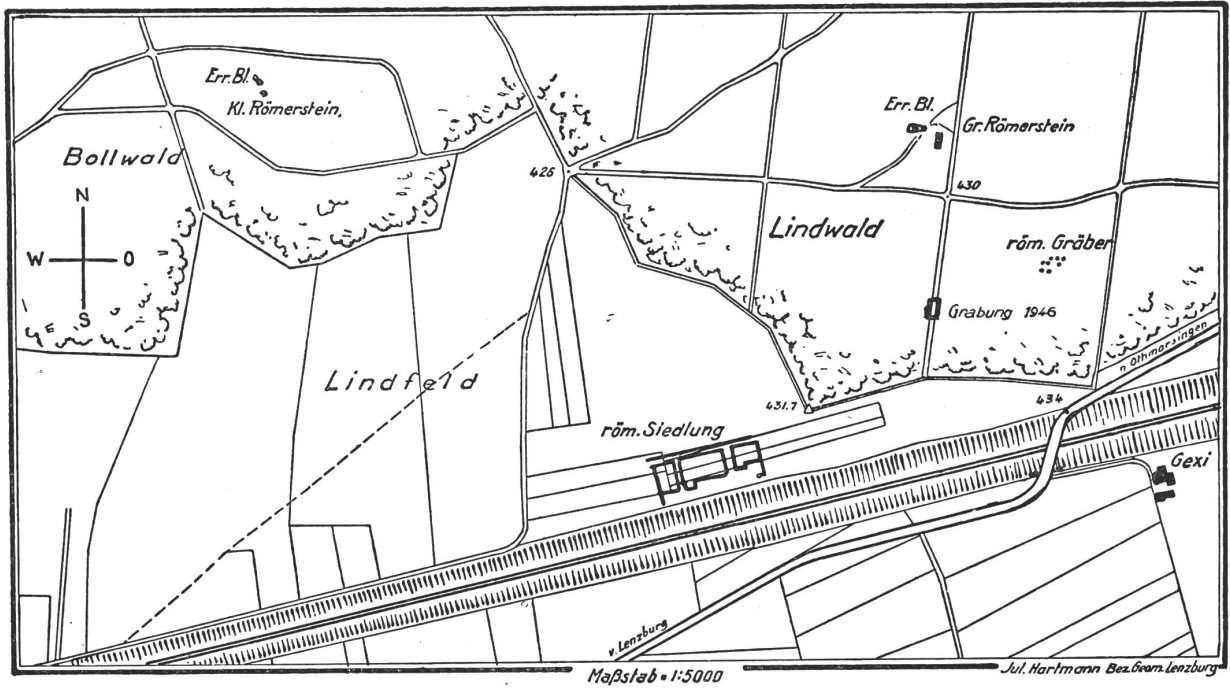 Err. Bl.
Kl. Römerstein,
Err. Bl.
Gr. Römerstein
Bollwald
426
N
430
W
O
S
Lindwald
röm. Gräber
Grabung 1946
n. Othmarsingen
Lindfeld
431.7
434
röm. Siedlung
Gexi
v. Lenzburg
Maßstab = 1:5000
Jul. Hartmann Bez. Geom. Lenzburg